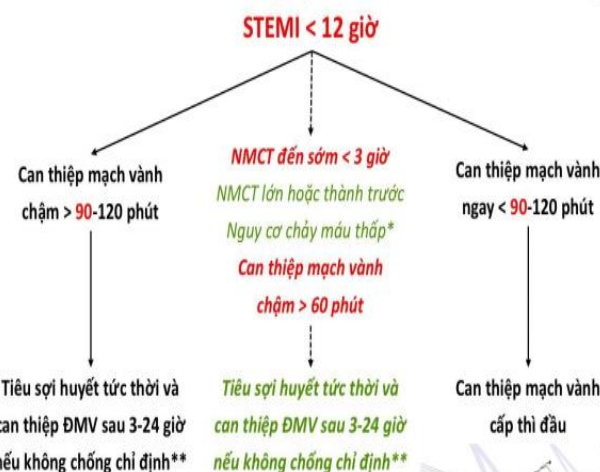 STEMI < 12 giờ
Can thiệp mạch vành
chậm > 90-120 phút
NMCT đến sớm < 3 giờ
NMCT lớn hoặc thành trước
Nguy cơ chảy máu thấp*
Can thiệp mạch vành
chậm > 60 phút
Can thiệp mạch vành
ngay < 90-120 phút
Tiêu sợi huyết tức thời và
can thiệp ĐMV sau 3-24 giờ
nếu không chống chỉ định**
Tiêu sợi huyết tức thời và
can thiệp ĐMV sau 3-24 giờ
nếu không chống chỉ định**
Can thiệp mạch vành
cấp thì đầu